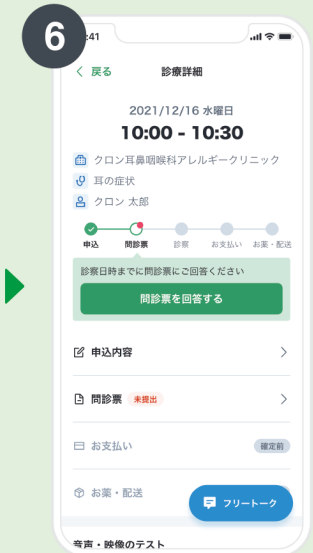 6
:41
戻る
診療詳細
2021/12/16 水曜日
10:00 - 10:30
クロン耳鼻咽喉科アレルギークリニック
耳の症状
クロン 太郎
申込 問診票 診察 お支払い お薬・配送
診察日時までに問診票にご回答ください
問診票を回答する
申込内容
問診票 未提出
お支払い 確定前
お薬・配送
フリートーク
音声・映像のテスト